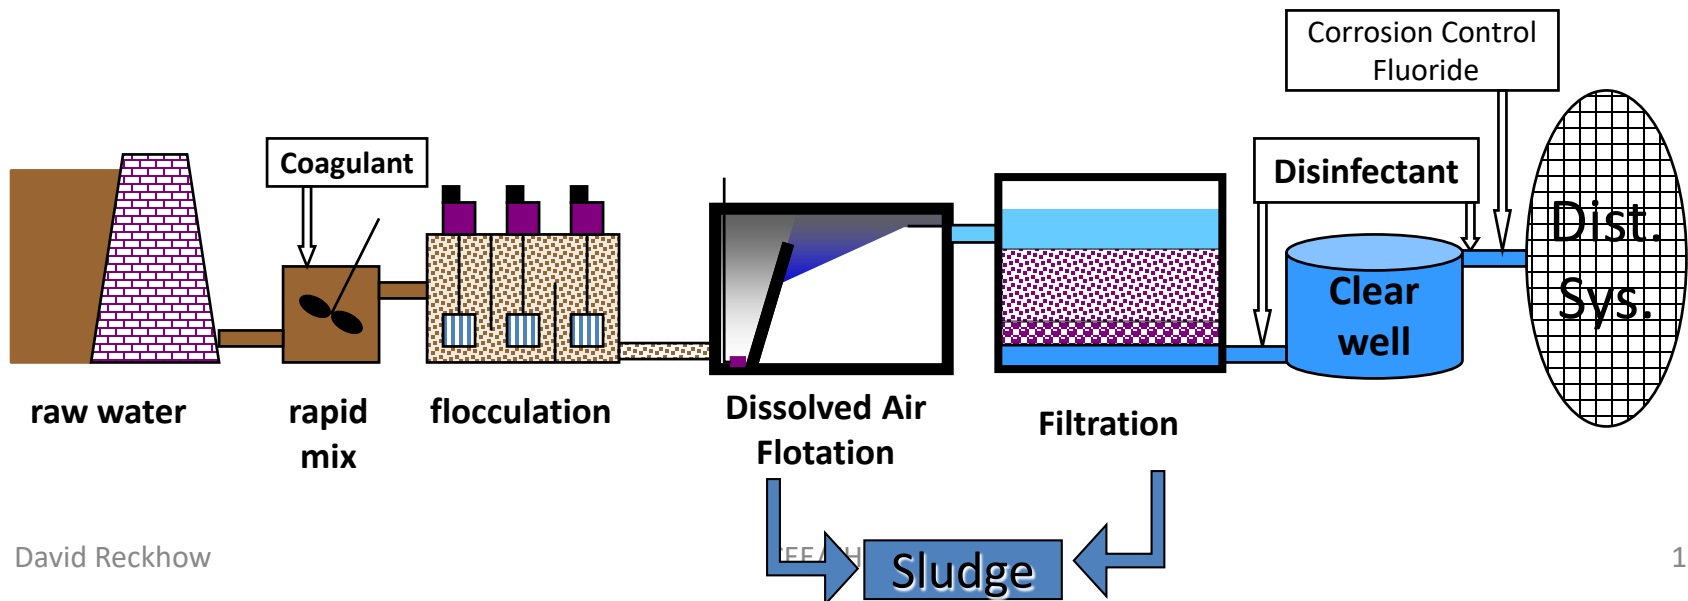 Corrosion Control
Fluoride
Coagulant
Disinfectant
Dist.
Sys.
Clear
well
raw water
rapid
mix
flocculation
Dissolved Air
Flotation
Filtration
Sludge
David Reckhow
1